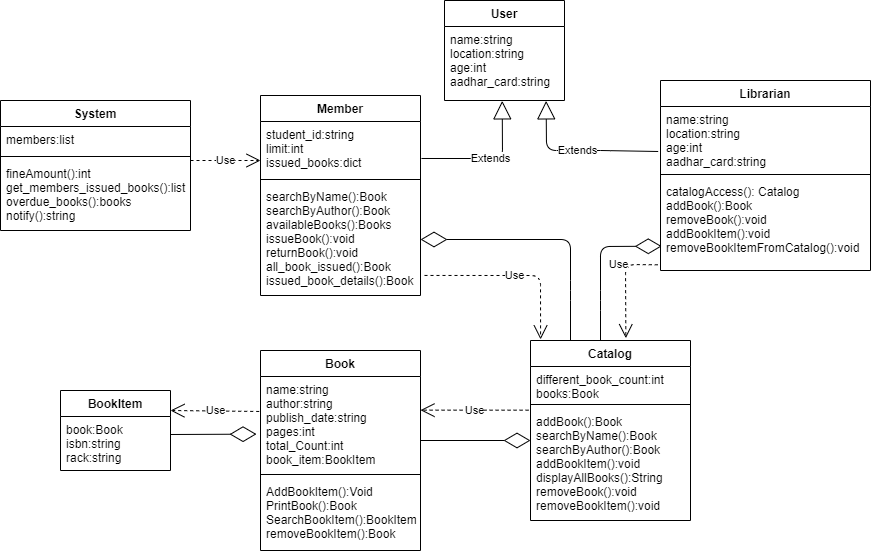 User
name:string
location:string
age:int
aadhar_card:string
System
members:list
fineAmount():int
get_members_issued_books():list
overdue_books():books
notify():string
Use
Member
student_id:string
limit:int
issued_books:dict
searchByName():Book
searchByAuthor():Book
availableBooks():Books
issueBook():void
returnBook():void
all_book_issued():Book
issued_book_details():Book
Extends
Extends
Librarian
name:string
location:string
age:int
aadhar_card:string
catalogAccess(): Catalog
addBook():Book
removeBook():void
addBookItem():void
removeBookItemFromCatalog():void
Use
Use
BookItem
book:Book
isbn:string
rack:string
Use
Book
name:string
author:string
publish_date:string
pages:int
total_Count:int
book_item:BookItem
AddBookItem():Void
PrintBook():Book
SearchBookItem():BookItem
removeBookItem():Book
Use
Catalog
different_book_count:int
books:Book
addBook():Book
searchByName():Book
searchByAuthor():Book
addBookItem():void
displayAllBooks():String
removeBook():void
removeBookItem():void